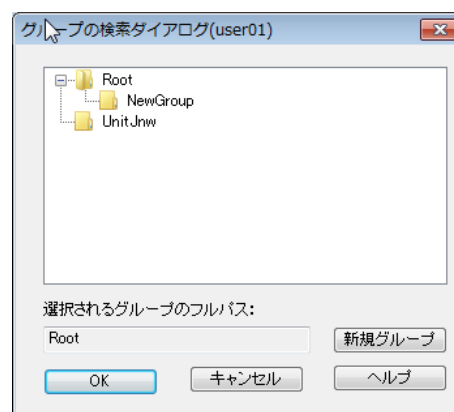 グループの検索ダイアログ(user01)
Root
NewGroup
UnitJnw
選択されるグループのフルパス:
Root
新規グループ
OK
キャンセル
ヘルプ